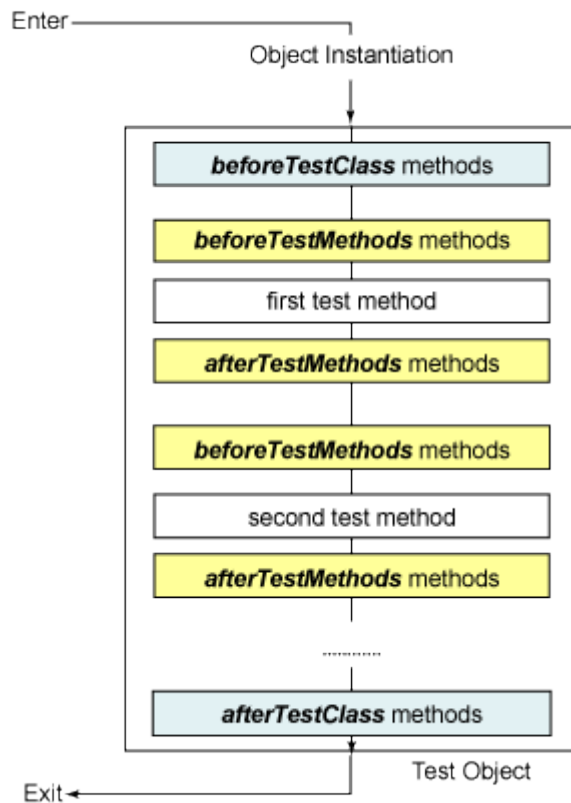 Enter
Object Instantiation
beforeTestClass methods
beforeTestMethods methods
first test method
afterTestMethods methods
beforeTestMethods methods
second test method
afterTestMethods methods
............
afterTestClass methods
Test Object
Exit